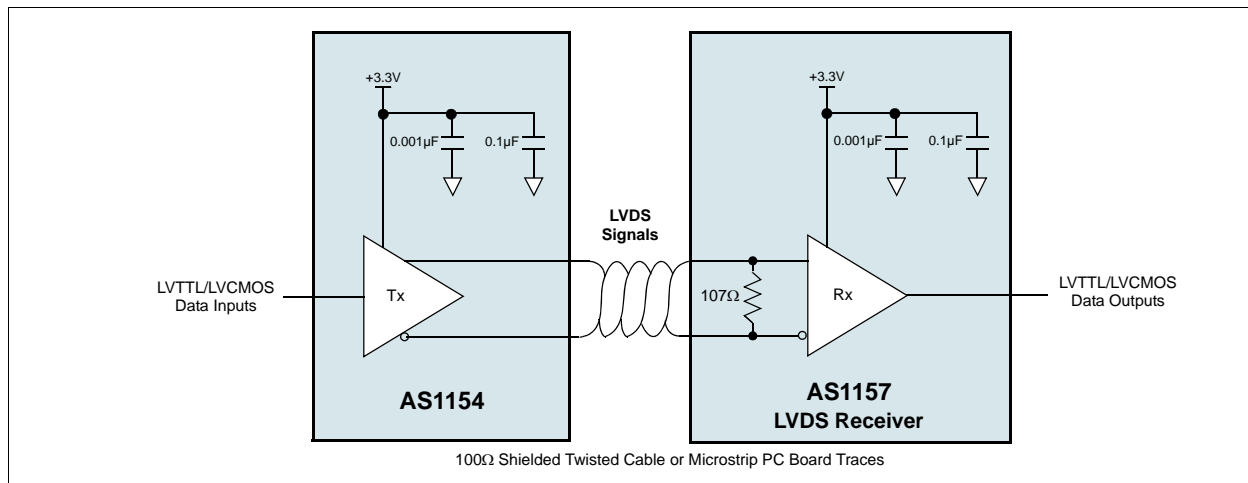 +3.3V
0.001µF
0.1µF
+3.3V
0.001µF
0.1µF
LVDS
Signals
LVTTL/LVCMOS
Data Inputs
Tx
107Ω
Rx
LVTTL/LVCMOS
Data Outputs
AS1154
AS1157
LVDS Receiver
100Ω Shielded Twisted Cable or Microstrip PC Board Traces